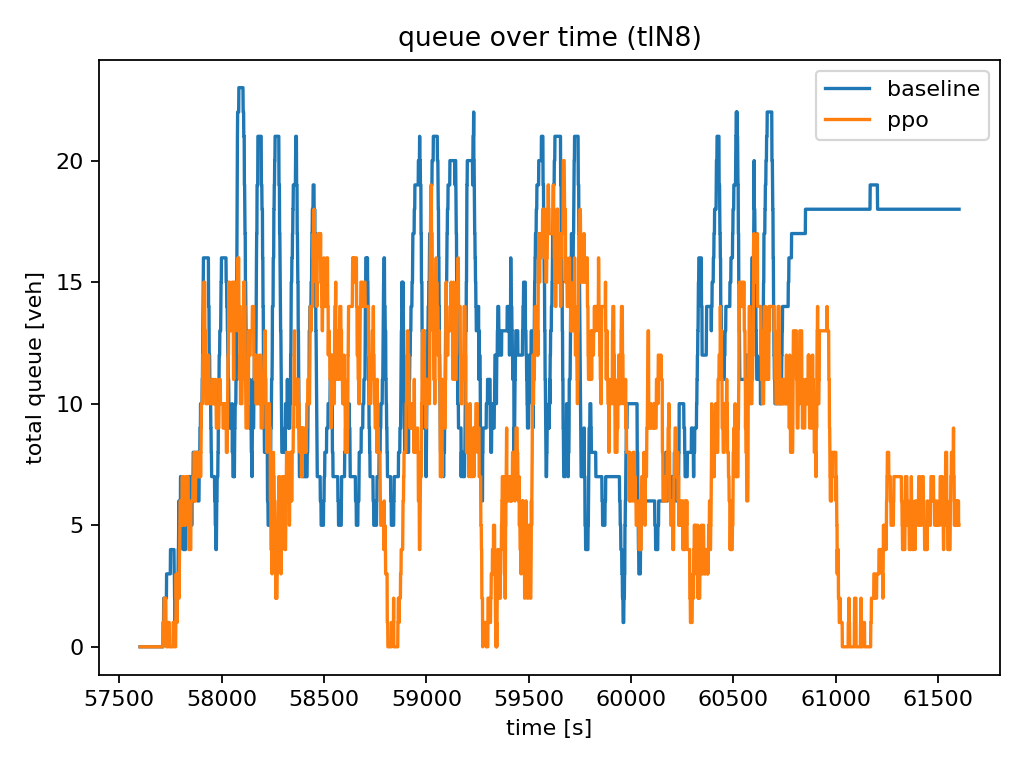 queue over time (tlN8)
baseline
ppo
total queue [veh]
20
15
10
5
0
57500 58000 58500 59000 59500 60000 60500 61000 61500
time [s]